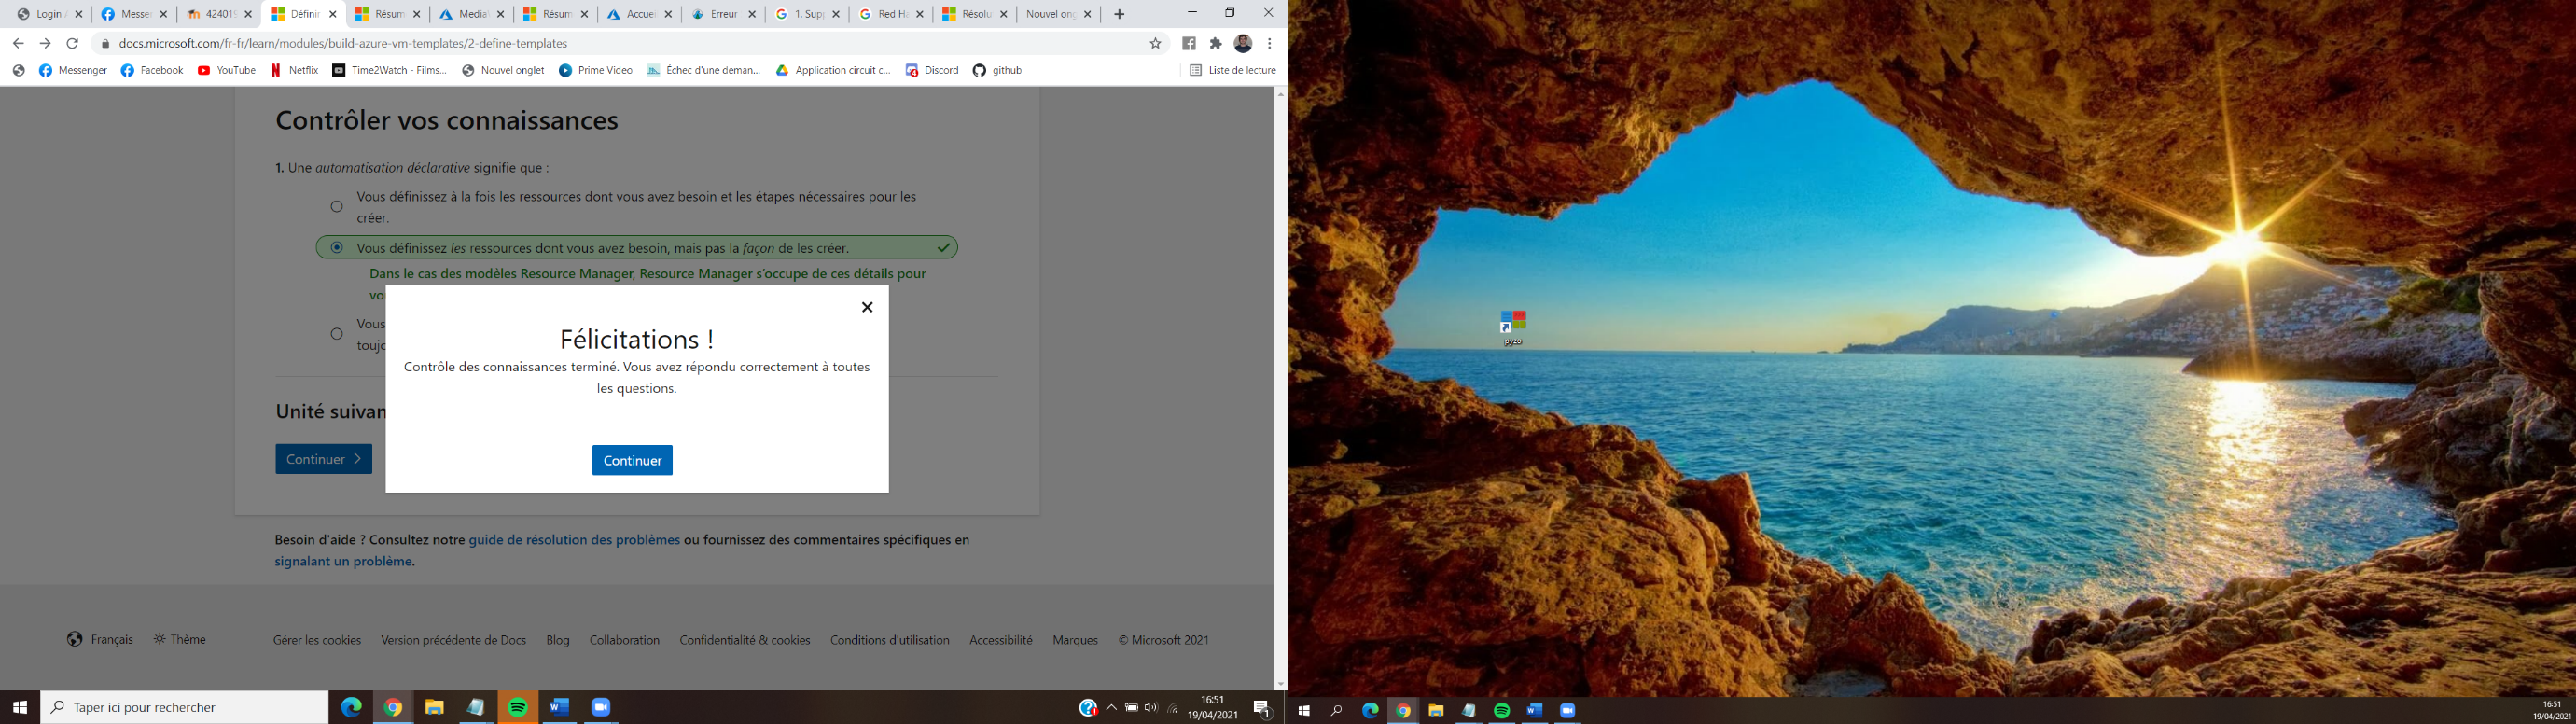 Login / Messen 424019 Définir Résum Media Résum Accuei Erreur 1. Sup Red H Résolu Nouvel ong
docs.microsoft.com/fr-fr/learn/modules/build-azure-vm-templates/2-define-templates
Messenger Facebook YouTube Netflix Time2Watch - Films... Nouvel onglet Prime Video Échec d'une deman... Application circuit c... Discord github Liste de lecture
Contrôler vos connaissances
1. Une automatisation déclarative signifie que :
Vous définissez à la fois les ressources dont vous avez besoin et les étapes nécessaires pour les
créer.
Vous définissez les ressources dont vous avez besoin, mais pas la façon de les créer.
Dans le cas des modèles Resource Manager, Resource Manager s'occupe de ces détails pour
vo
Vous
toujo
Félicitations !
Contrôle des connaissances terminé. Vous avez répondu correctement à toutes
les questions.
Continuer
Unité suivan
Continuer
Besoin d'aide ? Consultez notre guide de résolution des problèmes ou fournissez des commentaires spécifiques en
signalant un problème.
Français Thème Gérer les cookies Version précédente de Docs Blog Collaboration Confidentialité & cookies Conditions d'utilisation Accessibilité Marques © Microsoft 2021
Taper ici pour rechercher
16:51
19/04/2021
1
pyzo
16:51
19/04/2021